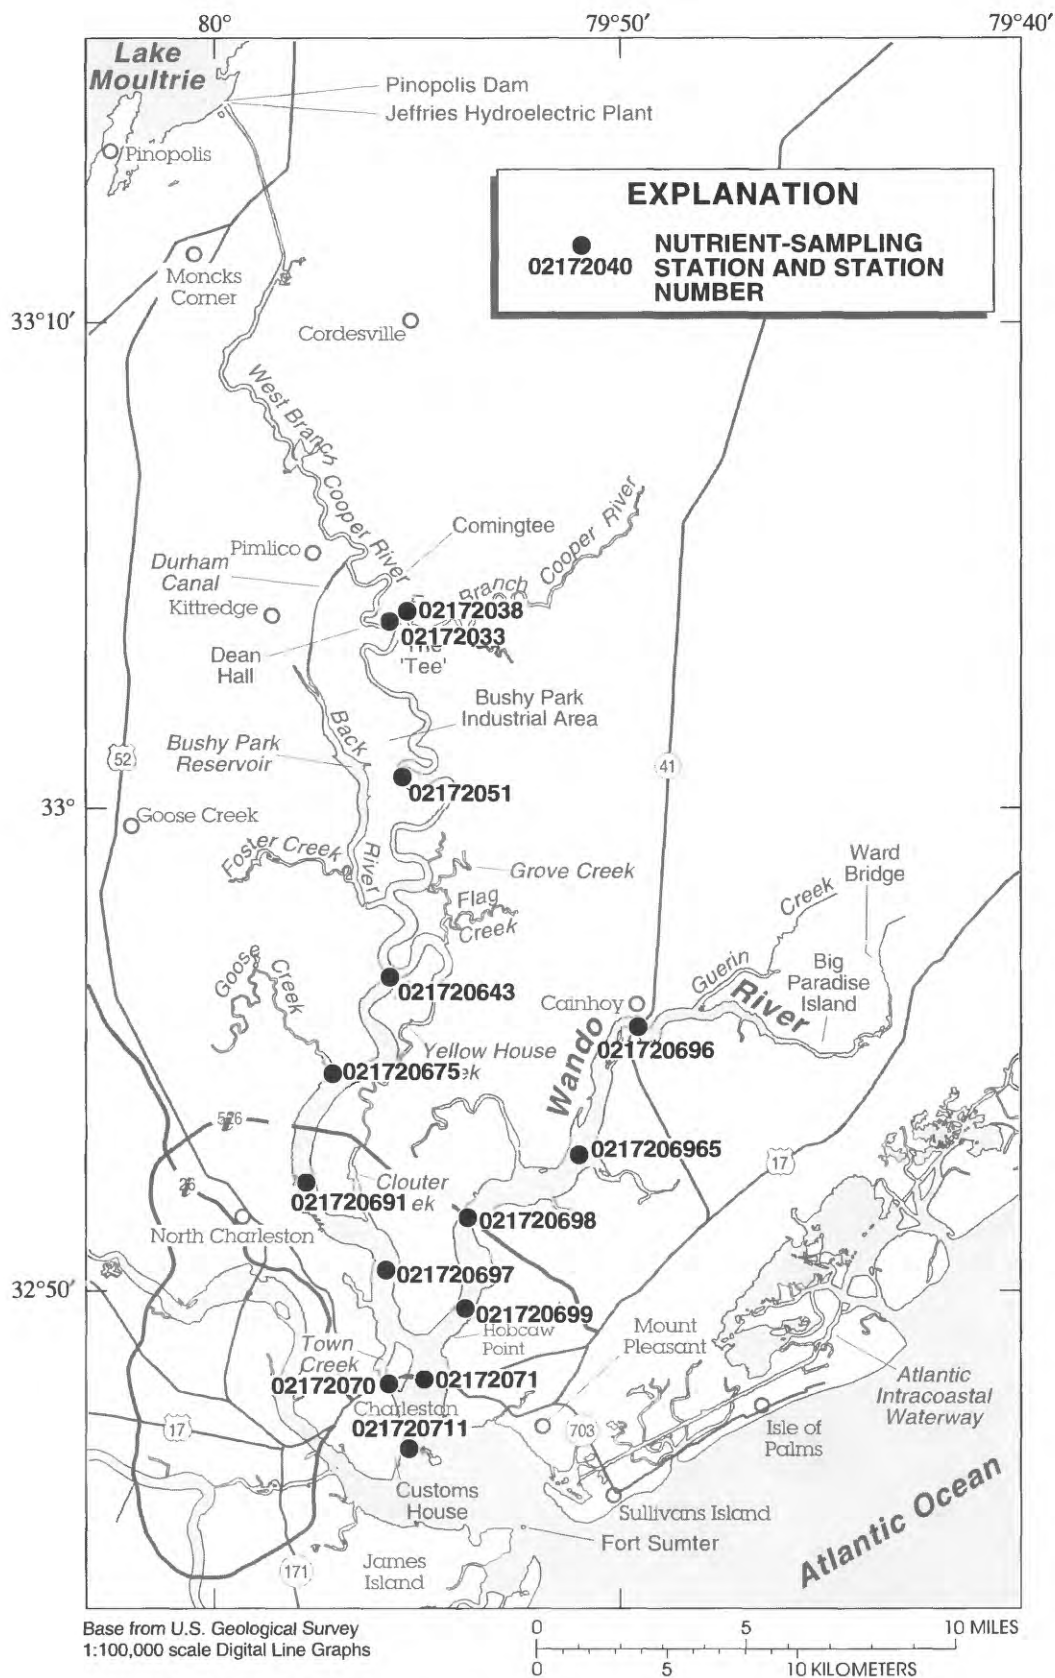 80°
79°50′
79°40′
Lake
Moultrie
Pinopolis Dam
Jeffries Hydroelectric Plant
Pinopolis
EXPLANATION
02172040
NUTRIENT-SAMPLING
STATION AND STATION
NUMBER
Moncks
Corner
33°10′
Cordesville
West Branch Cooper River
Comingtee
Branch Cooper River
Pimlico
Durham
Canal
Kittredge
02172038
02172033
Dean
Hall
The
'Tee'
Bushy Park
Industrial Area
Back River
Bushy Park
Reservoir
52
41
02172051
33°
Goose Creek
Foster Creek
Grove Creek
Flag
Creek
Ward
Bridge
Guerin Creek
Big
Paradise
Island
Goose Creek
021720643
Cainhoy
Wando River
021720696
Yellow House
021720675 ek
526
17
0217206965
26
Clouter
021720691 ek
021720698
North Charleston
021720697
32°50′
021720699
Hobcaw
Point
Mount
Pleasant
Town
Creek
02172070
02172071
Atlantic
Intracoastal
Waterway
Charleston
021720711
17
703
Isle of
Palms
Customs
House
Sullivans Island
Fort Sumter
Atlantic Ocean
James
Island
171
Base from U.S. Geological Survey
1:100,000 scale Digital Line Graphs
0 5 10 MILES
0 5 10 KILOMETERS